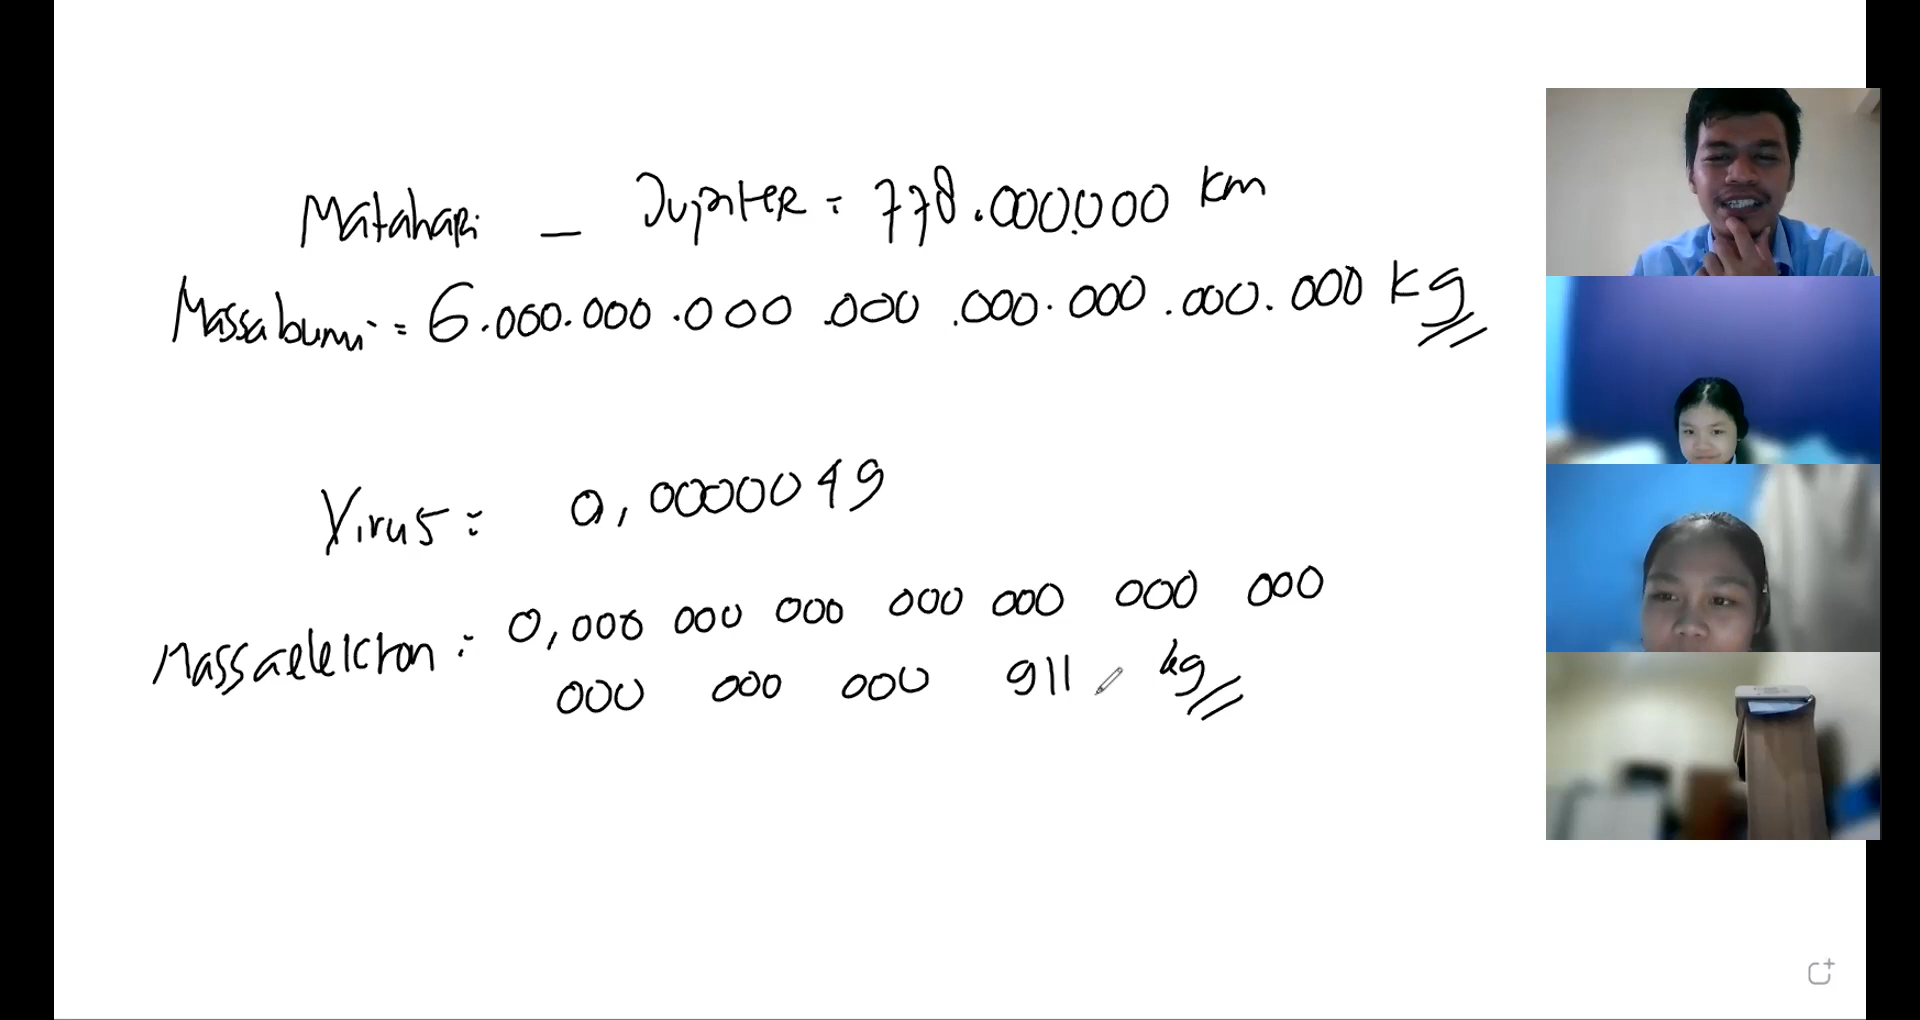 Matahari - Jupiter = 778.000.000 km
Massa bumi = 6.000.000.000.000.000.000.000.000 kg
Virus = 0,00000049
Massa elektron = 0,000 000 000 000 000 000 000
000 000 000 911 kg